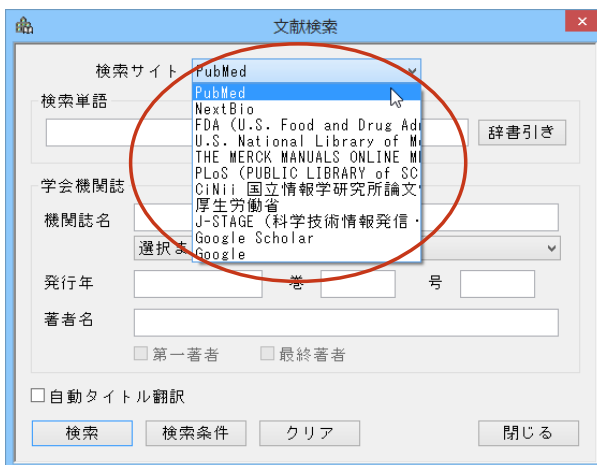 文献検索
検索サイト PubMed
PubMed
検索単語
NextBio
FDA (U.S. Food and Drug
辞書引き
U.S. National Library of
THE MERCK MANUALS ONLINE
PLoS (PUBLIC LIBRARY of SC
学会機関誌
CiNii 国立情報学研究所論文
厚生労働省
機関誌名
J-STAGE (科学技術情報発信・
Google Scholar
選択
Google
発行年 巻 号
著者名
第一著者 最終著者
自動タイトル翻訳
検索 検索条件 クリア 閉じる